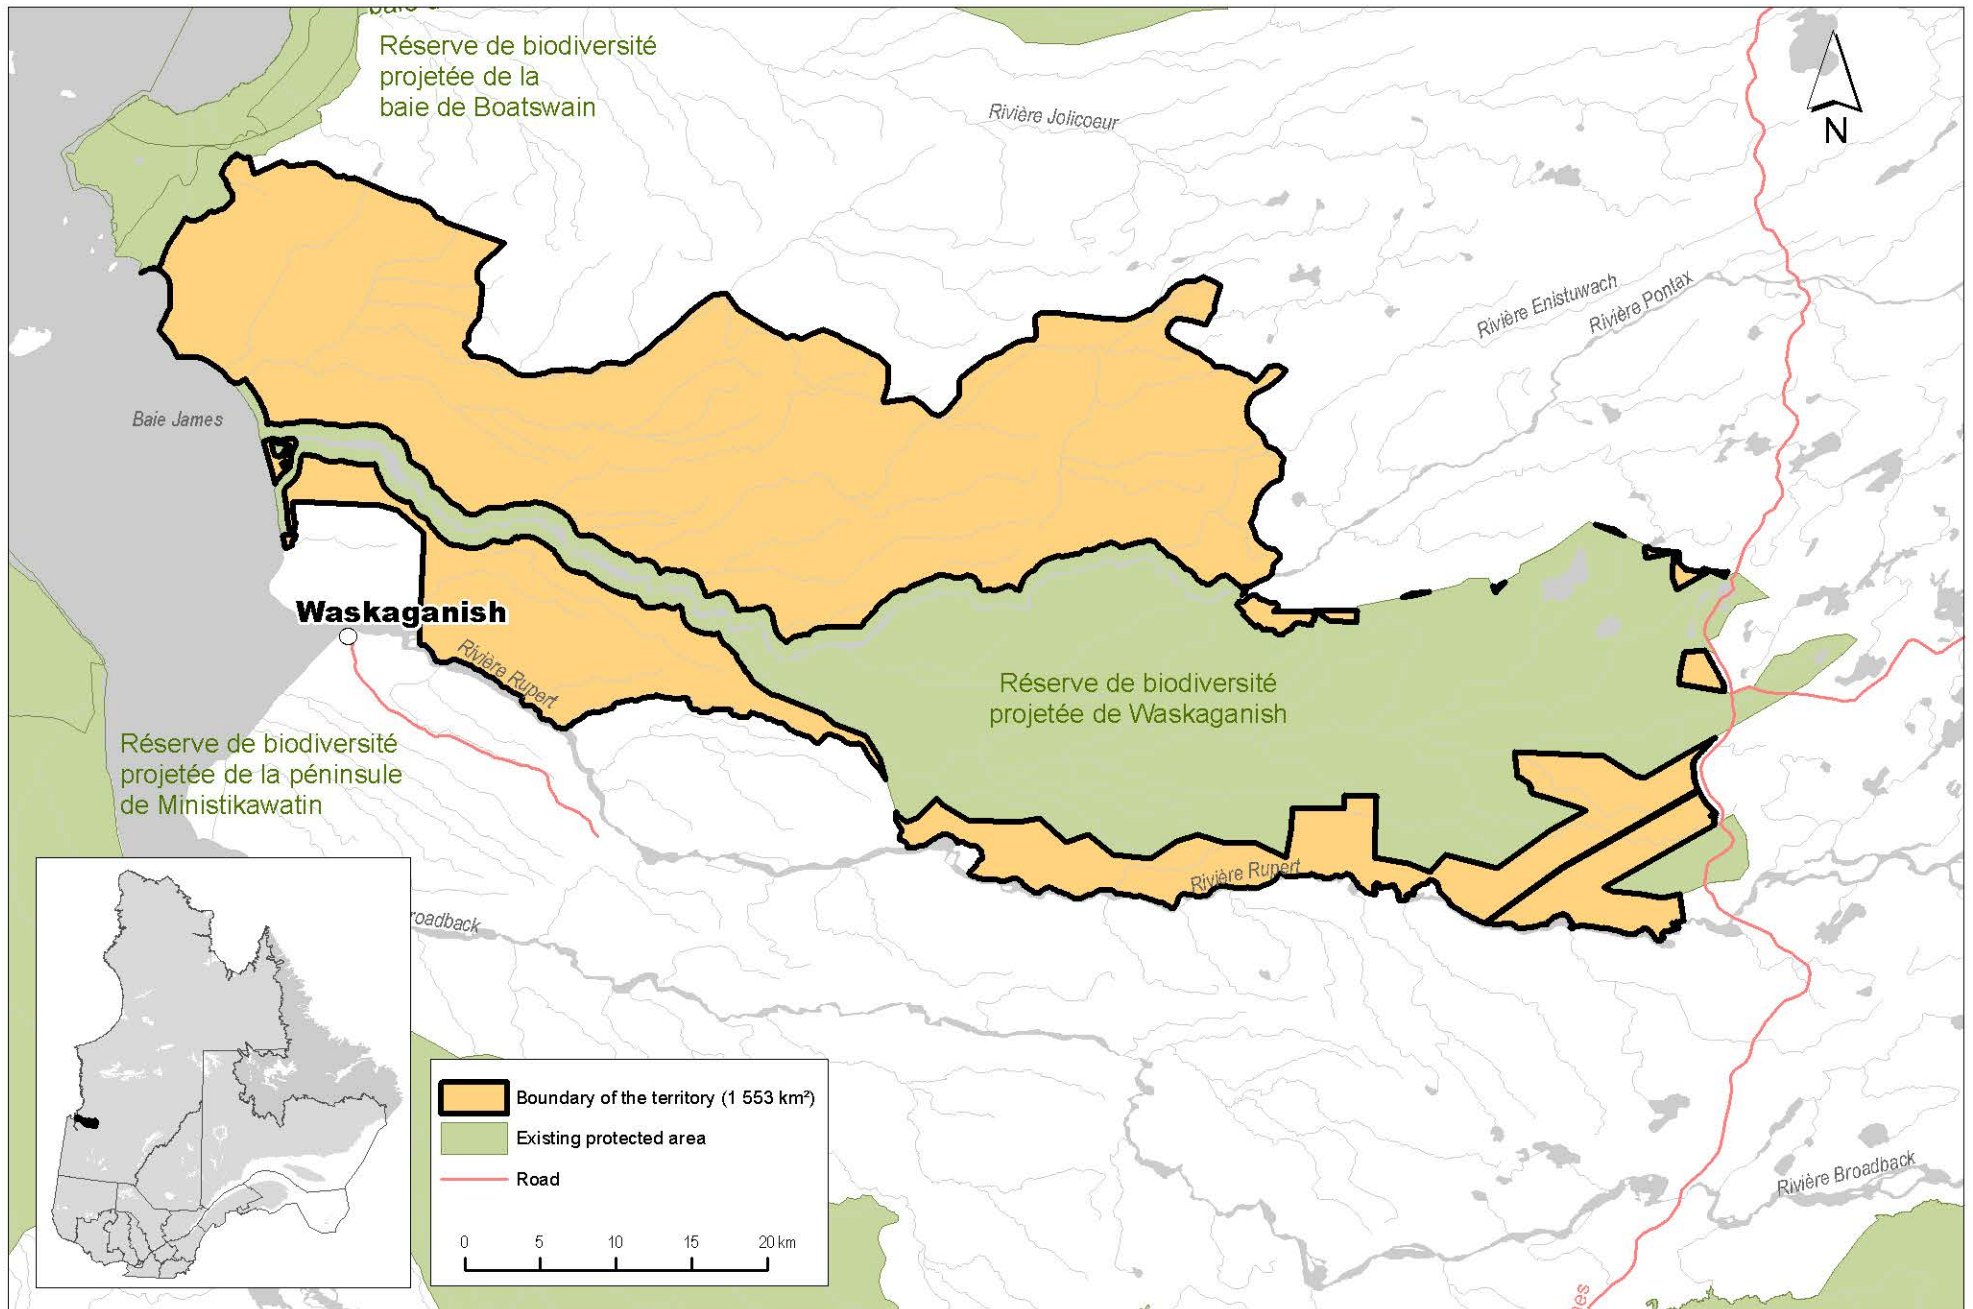 Réserve de biodiversité
projetée de la
baie de Boatswain
Rivière Jolicoeur
N
Rivière Enistuwach
Rivière Pontax
Baie James
Waskaganish
Rivière Rupert
Réserve de biodiversité
projetée de Waskaganish
Réserve de biodiversité
projetée de la péninsule
de Ministikawatin
Rivière Rupert
roadback
Boundary of the territory (1 553 km²)
Existing protected area
Road
0 5 10 15 20 km
Rivière Broadback